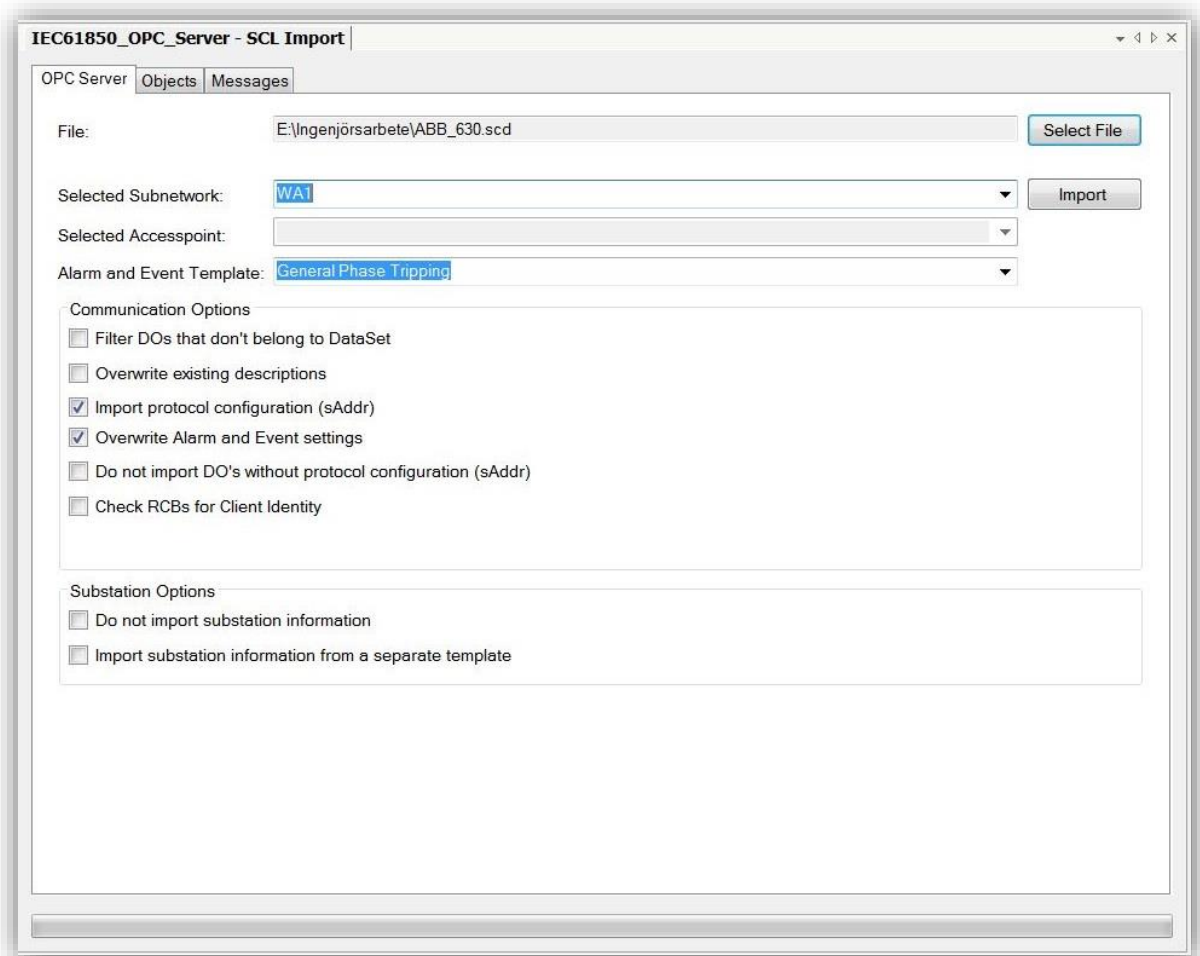 IEC61850_OPC_Server - SCL Import
OPC Server Objects Messages
File: E:\Ingenjörsarbete\ABB_630.scd Select File
Selected Subnetwork: WA1 Import
Selected Accesspoint:
Alarm and Event Template: General Phase Tripping
Communication Options
Filter DOs that don't belong to DataSet
Overwrite existing descriptions
Import protocol configuration (sAddr)
Overwrite Alarm and Event settings
Do not import DO's without protocol configuration (sAddr)
Check RCBs for Client Identity
Substation Options
Do not import substation information
Import substation information from a separate template